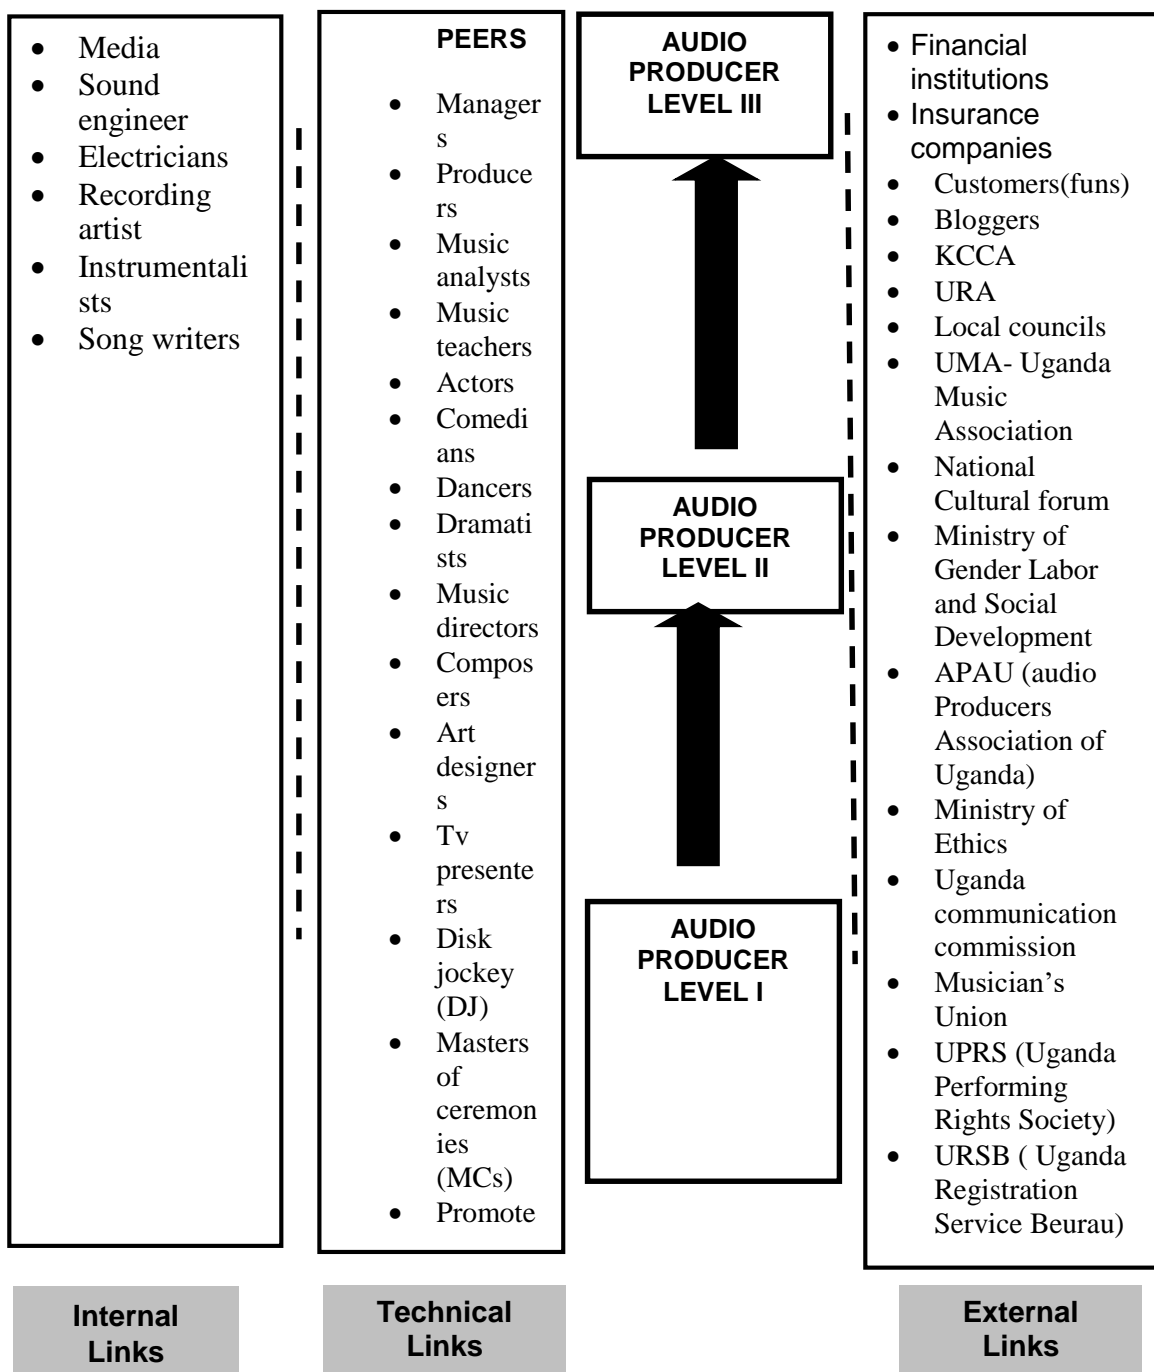 • Media
• Sound
engineer
• Electricians
• Recording
artist
• Instrumentali
sts
• Song writers
PEERS
• Manager
s
• Produce
rs
• Music
analysts
• Music
teachers
• Actors
• Comedi
ans
• Dancers
• Dramati
sts
• Music
directors
• Compos
ers
• Art
designer
s
• Tv
presente
rs
• Disk
jockey
(DJ)
• Masters
of
ceremon
ies
(MCs)
• Promote
AUDIO
PRODUCER
LEVEL III
AUDIO
PRODUCER
LEVEL II
AUDIO
PRODUCER
LEVEL I
• Financial
institutions
• Insurance
companies
• Customers(funs)
• Bloggers
• KCCA
• URA
• Local councils
• UMA- Uganda
Music
Association
• National
Cultural forum
• Ministry of
Gender Labor
and Social
Development
• APAU (audio
Producers
Association of
Uganda)
• Ministry of
Ethics
• Uganda
communication
commission
• Musician’s
Union
• UPRS (Uganda
Performing
Rights Society)
• URSB ( Uganda
Registration
Service Beurau)
Internal
Links
Technical
Links
External
Links